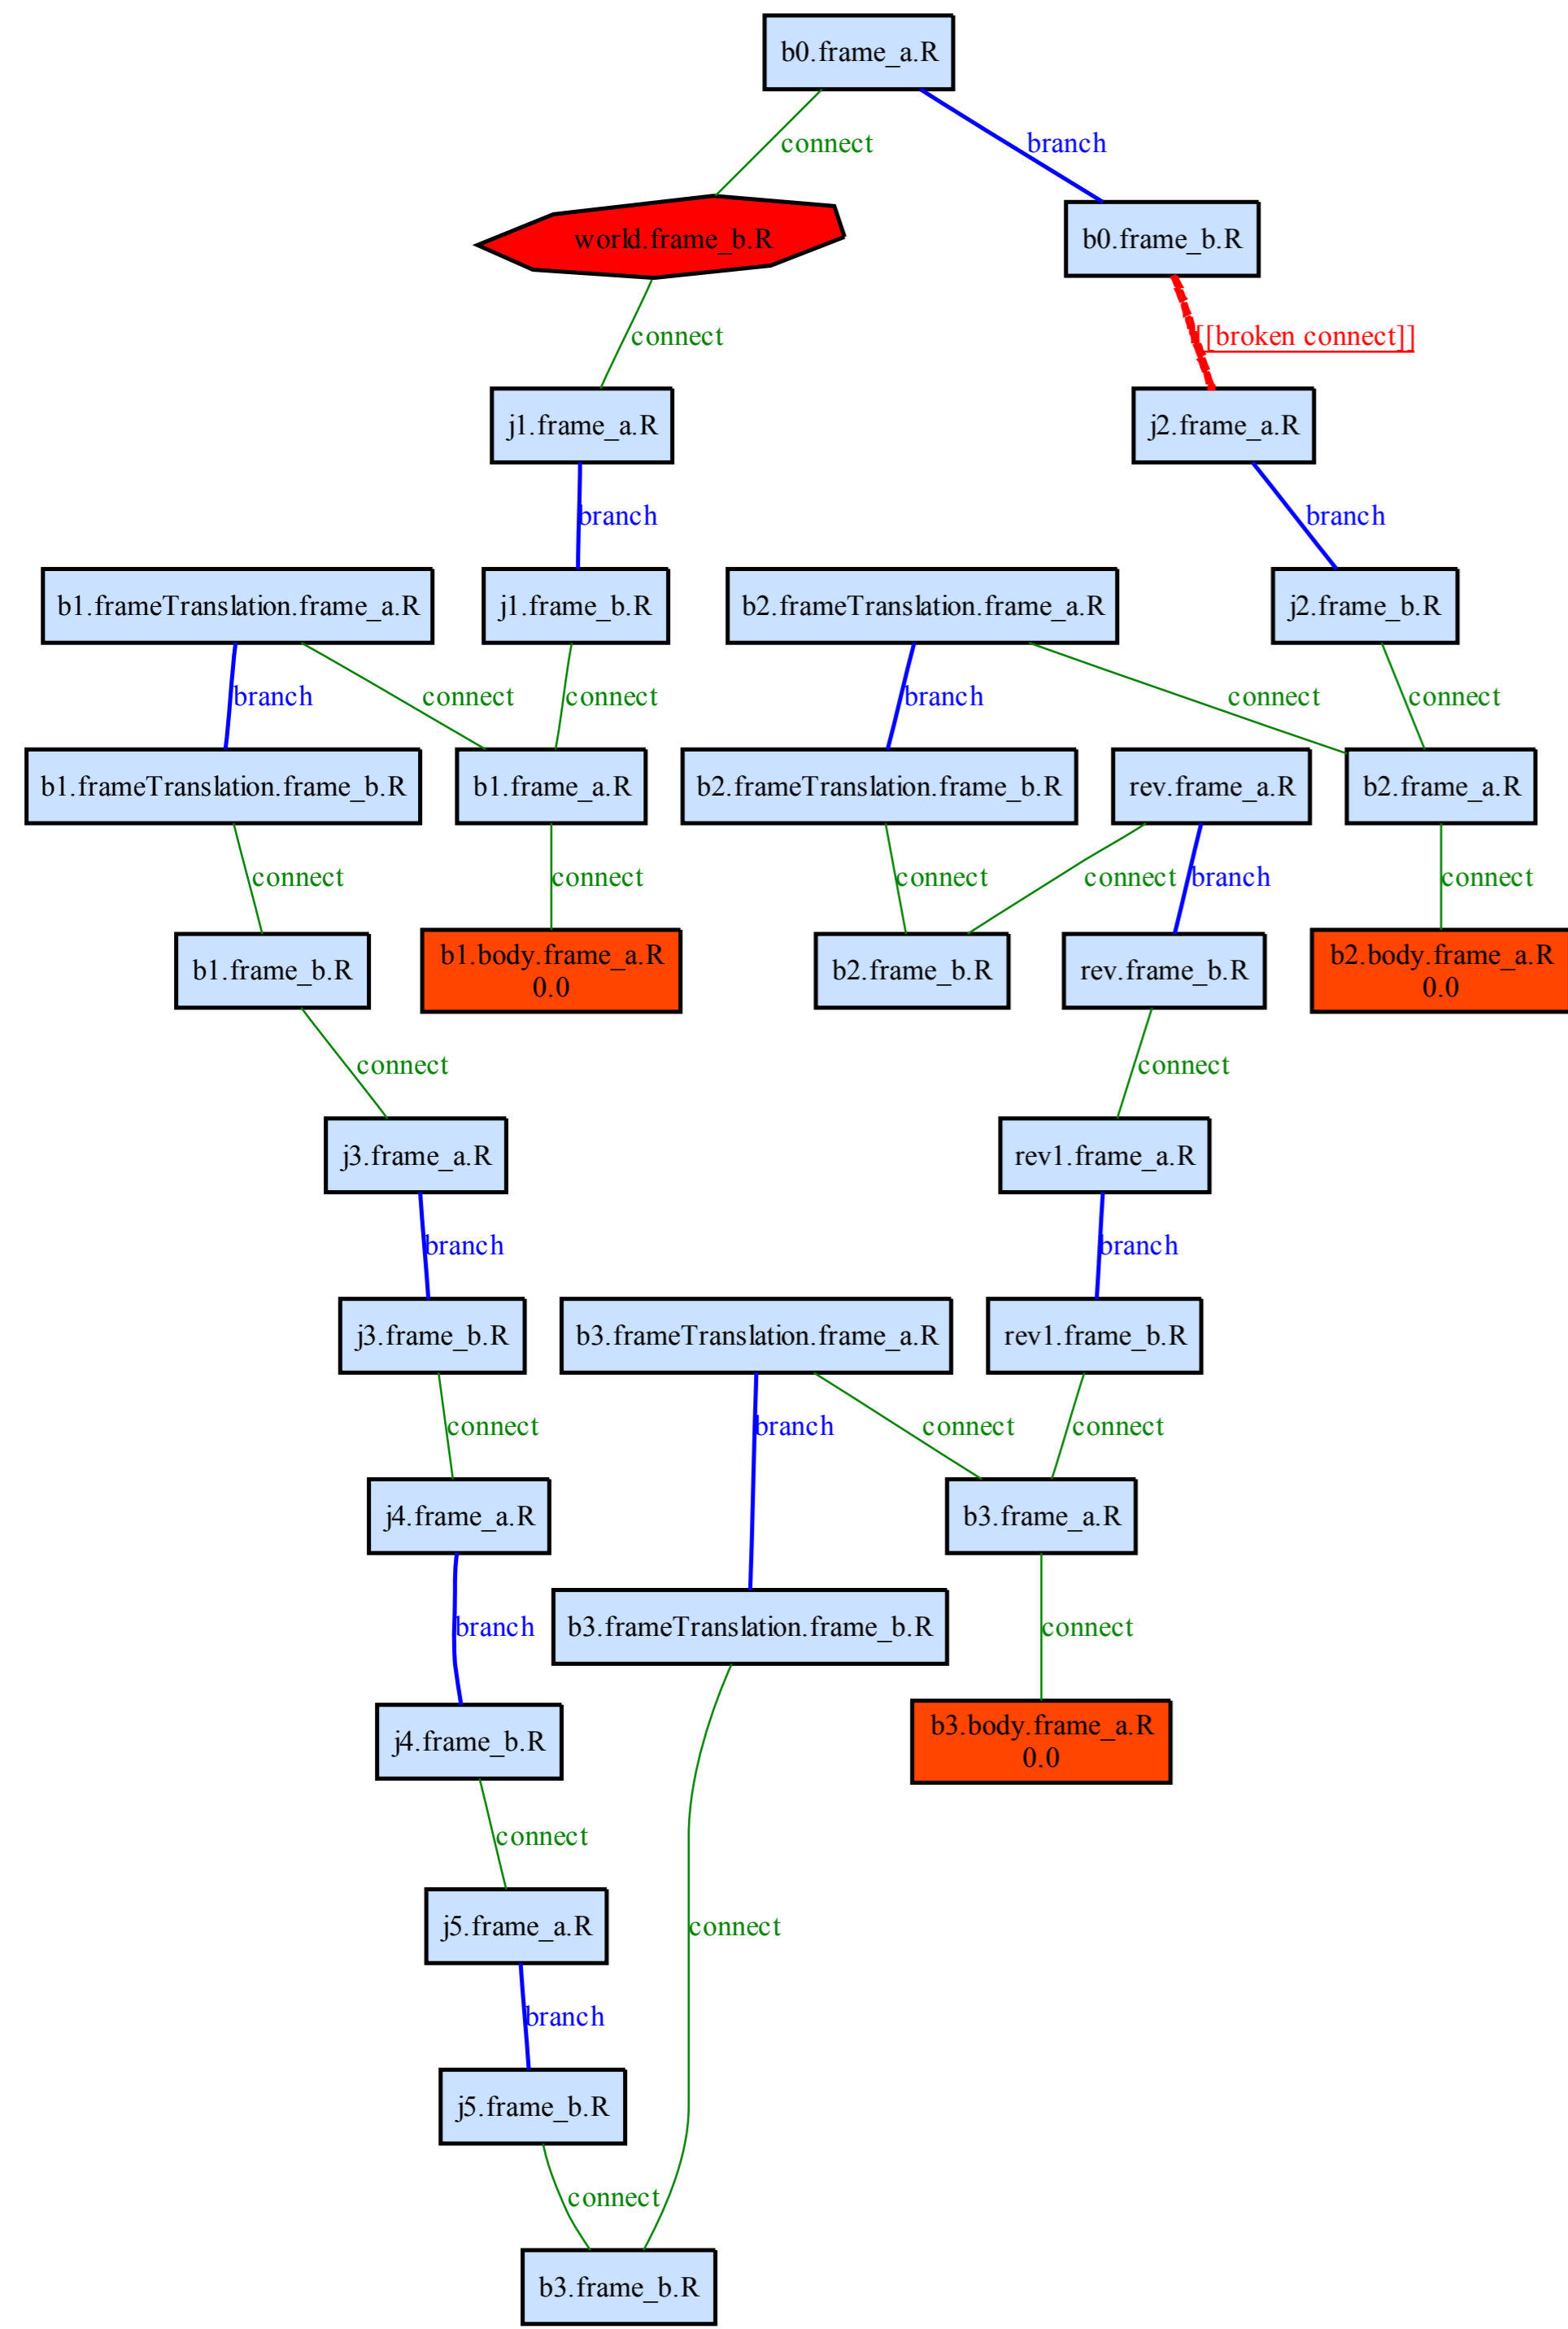 b0.frame_a.R
connect
branch
world.frame_b.R
b0.frame_b.R
connect
[[broken connect]]
j1.frame_a.R
j2.frame_a.R
branch
branch
b1.frameTranslation.frame_a.R
j1.frame_b.R
b2.frameTranslation.frame_a.R
j2.frame_b.R
branch
connect
connect
branch
connect
connect
b1.frameTranslation.frame_b.R
b1.frame_a.R
b2.frameTranslation.frame_b.R
rev.frame_a.R
b2.frame_a.R
connect
connect
connect
connect
branch
connect
b1.frame_b.R
b1.body.frame_a.R
0.0
b2.frame_b.R
rev.frame_b.R
b2.body.frame_a.R
0.0
connect
connect
j3.frame_a.R
rev1.frame_a.R
branch
branch
j3.frame_b.R
b3.frameTranslation.frame_a.R
rev1.frame_b.R
connect
branch
connect
connect
j4.frame_a.R
b3.frame_a.R
branch
b3.frameTranslation.frame_b.R
connect
j4.frame_b.R
b3.body.frame_a.R
0.0
connect
j5.frame_a.R
connect
branch
j5.frame_b.R
connect
b3.frame_b.R